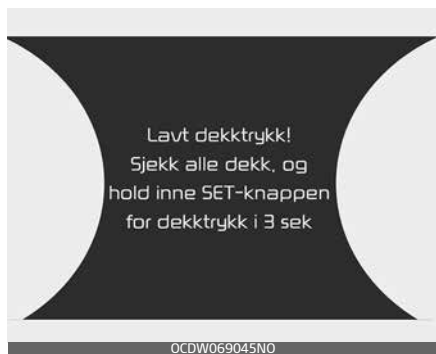 Lavt dekktrykk!
Sjekk alle dekk, og
hold inne SET-knappen
for dekktrykk i 3 sek
OCDW069045NO